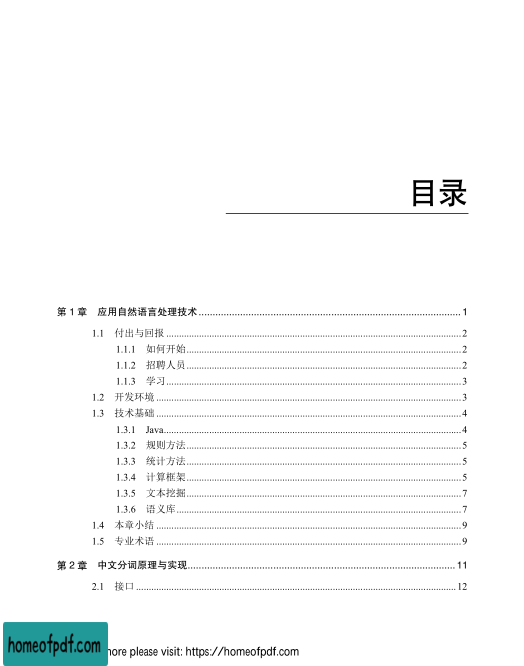 目录
第 1 章 应用自然语言处理技术 1
1.1 付出与回报 2
1.1.1 如何开始 2
1.1.2 招聘人员 2
1.1.3 学习 3
1.2 开发环境 3
1.3 技术基础 4
1.3.1 Java 4
1.3.2 规则方法 5
1.3.3 统计方法 5
1.3.4 计算框架 5
1.3.5 文本挖掘 7
1.3.6 语义库 7
1.4 本章小结 9
1.5 专业术语 9
第 2 章 中文分词原理与实现 11
2.1 接口 12
homeofpdf.com more please visit: https://homeofpdf.com